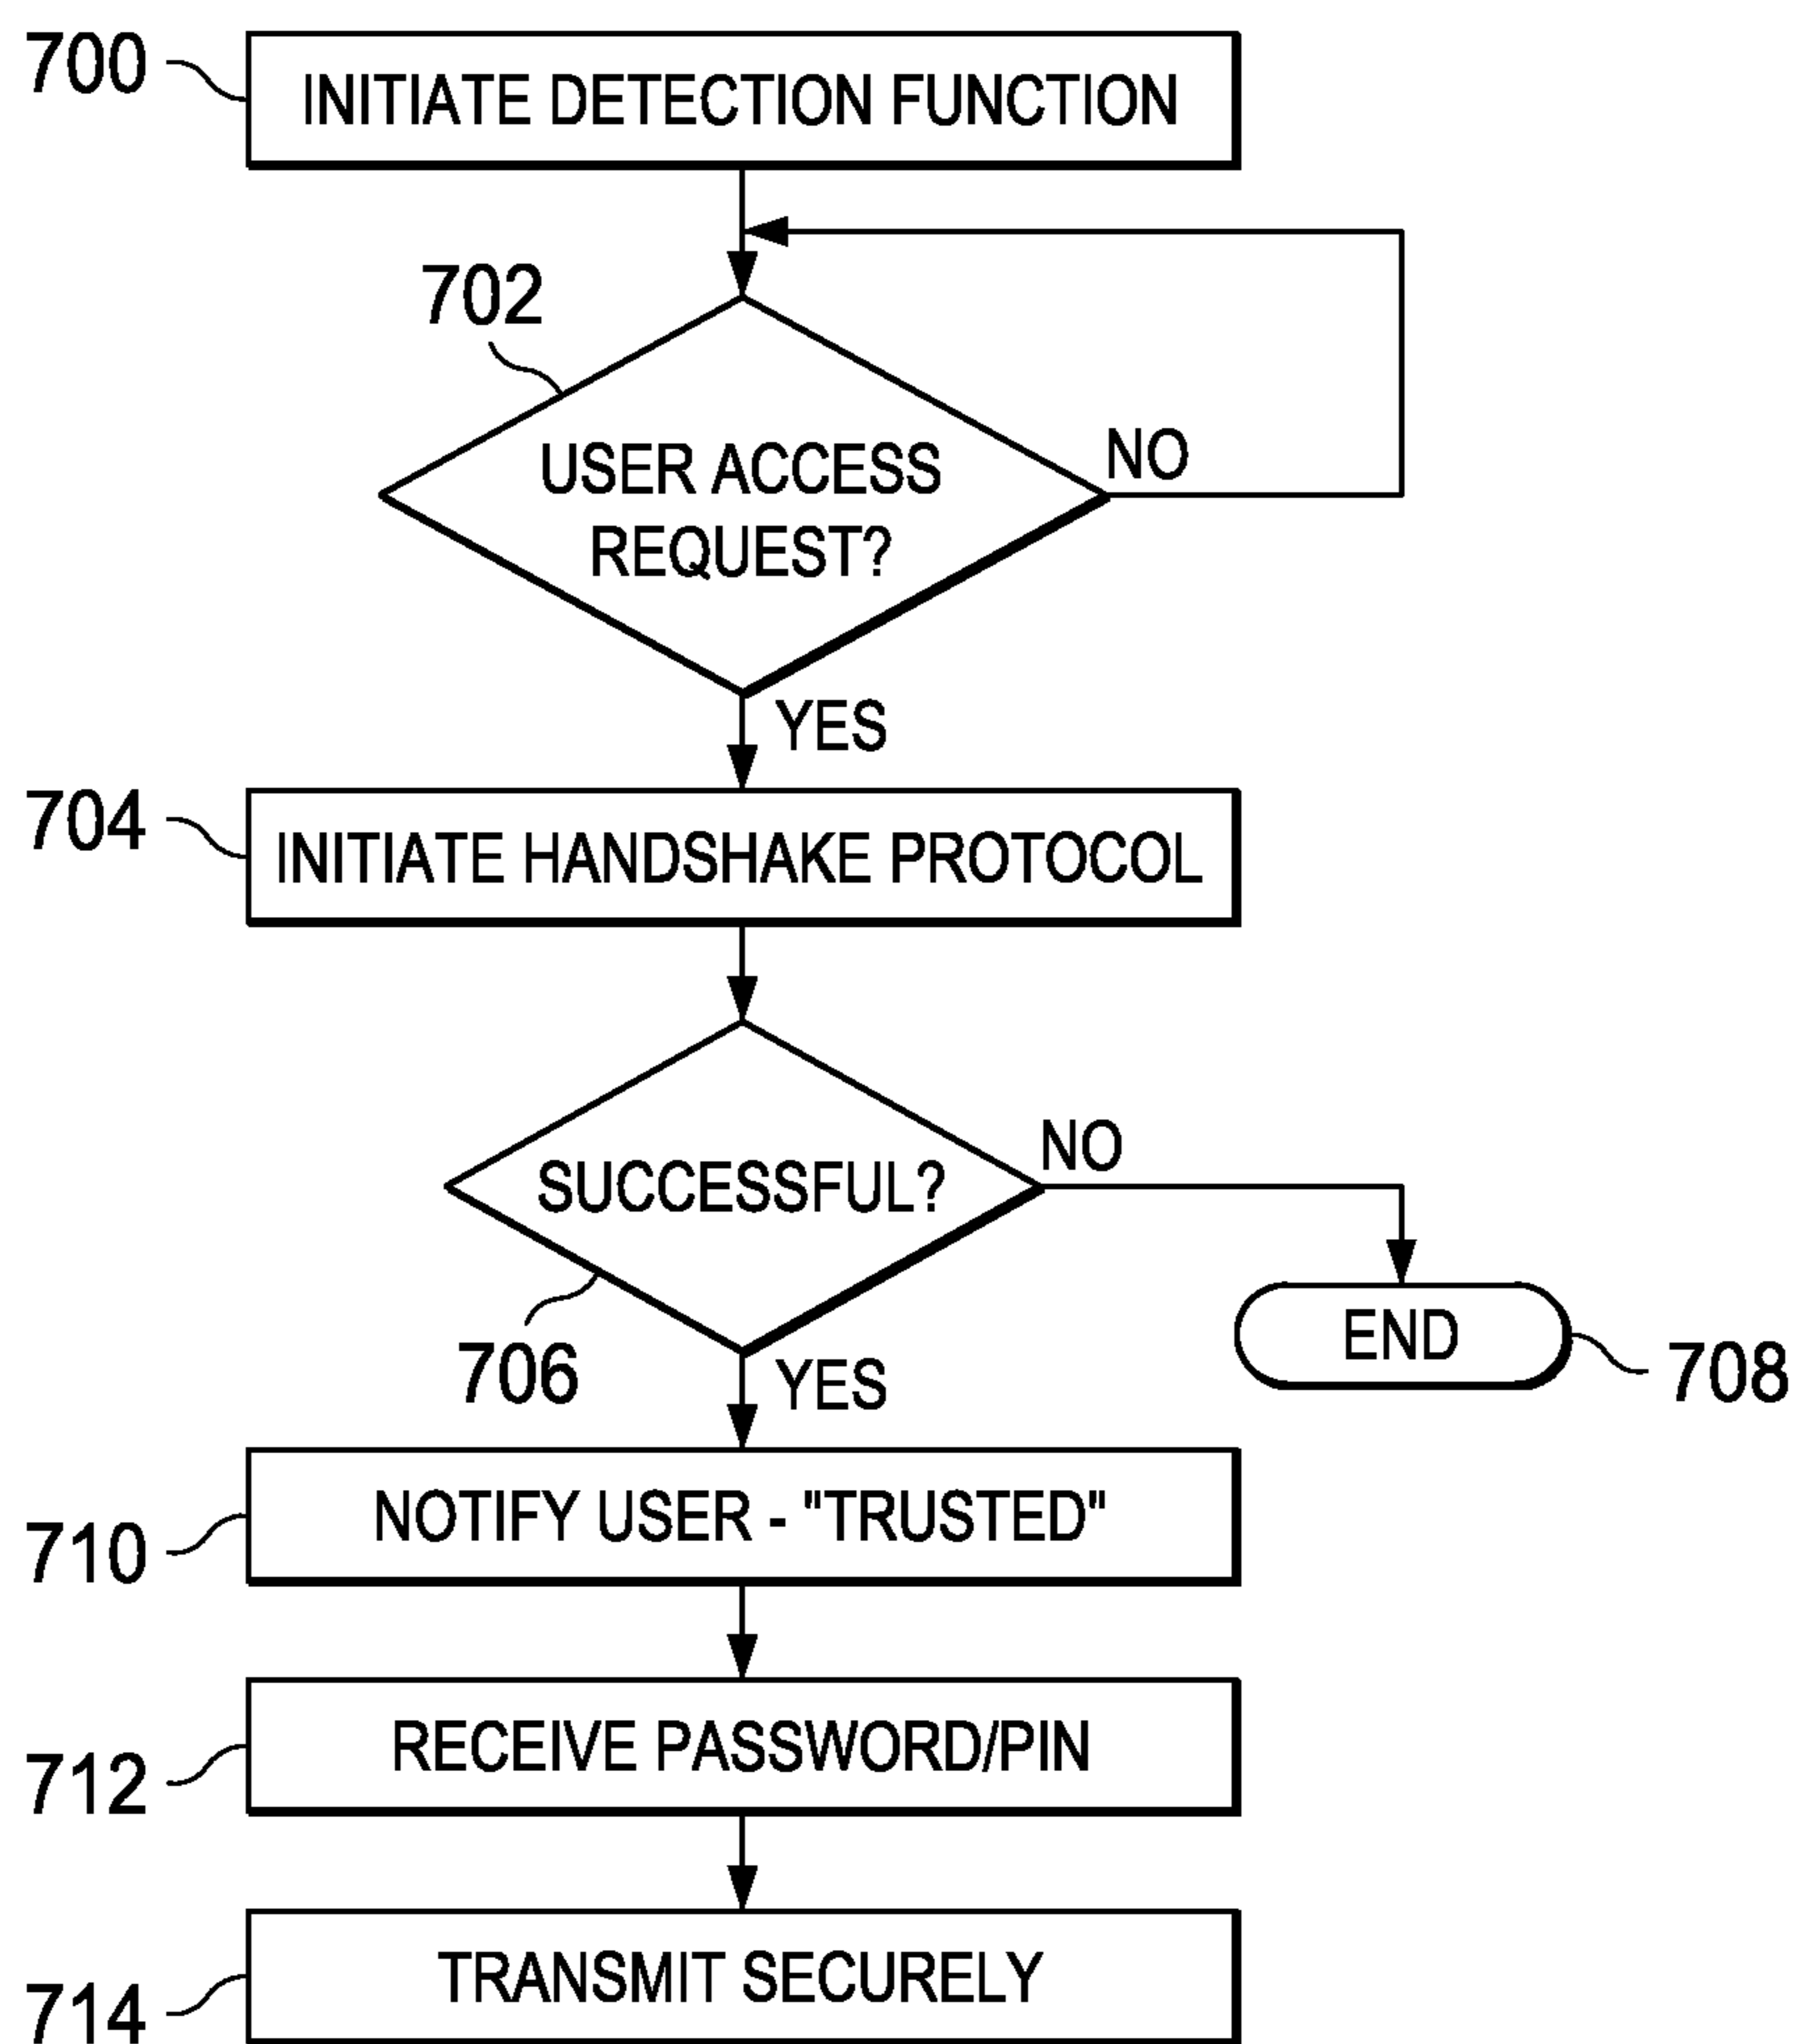 700
INITIATE DETECTION FUNCTION
702
USER ACCESS
REQUEST?
NO
YES
704
INITIATE HANDSHAKE PROTOCOL
SUCCESSFUL?
NO
706
YES
END
708
710
NOTIFY USER - "TRUSTED"
712
RECEIVE PASSWORD/PIN
714
TRANSMIT SECURELY